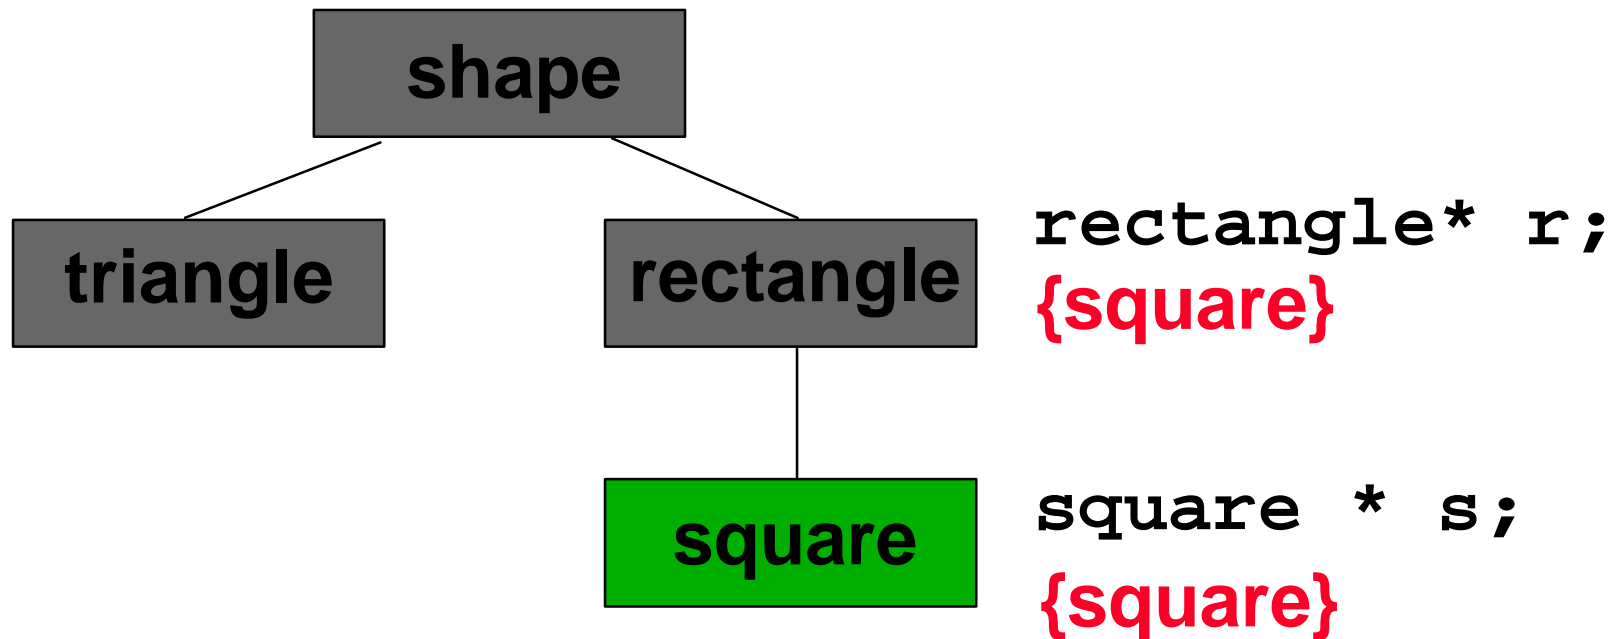 shape
triangle
rectangle
rectangle* r;
{square}
square
square * s;
{square}